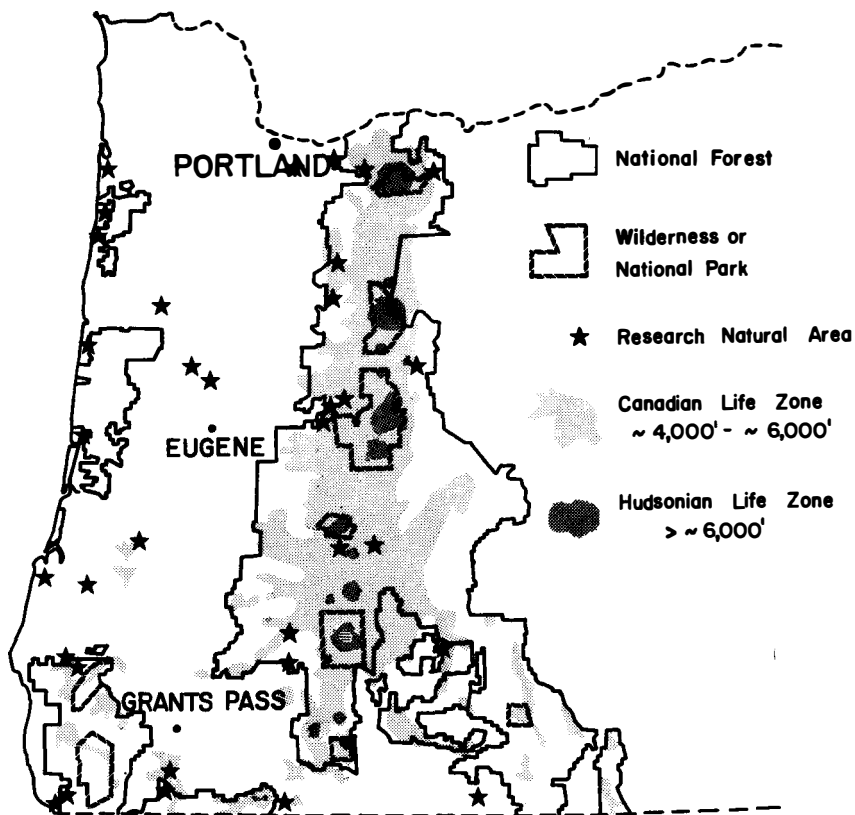 PORTLAND
EUGENE
GRANTS PASS
National Forest
Wilderness or
National Park
Research Natural Area
Canadian Life Zone
~ 4,000' - ~ 6,000'
Hudsonian Life Zone
> ~ 6,000'